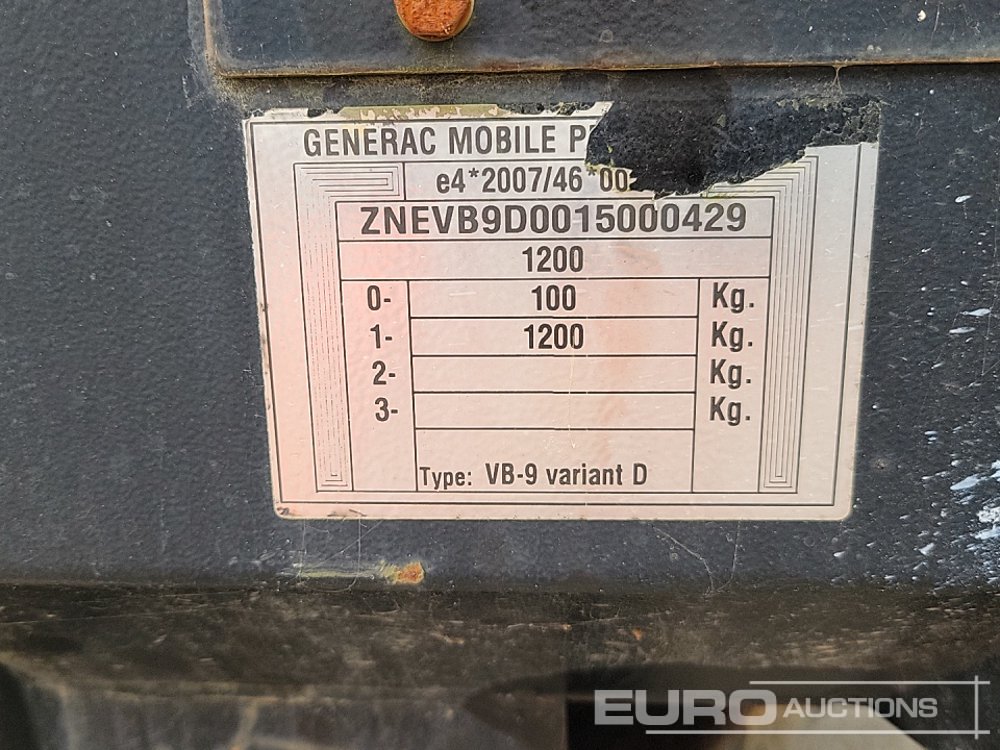 GENERAC MOBILE
e4*2007/46*00
ZNEVB9D0015000429
1200
0- 100 Kg.
1- 1200 Kg.
2- Kg.
3- Kg.
Type: VB-9 variant D
EURO AUCTIONS